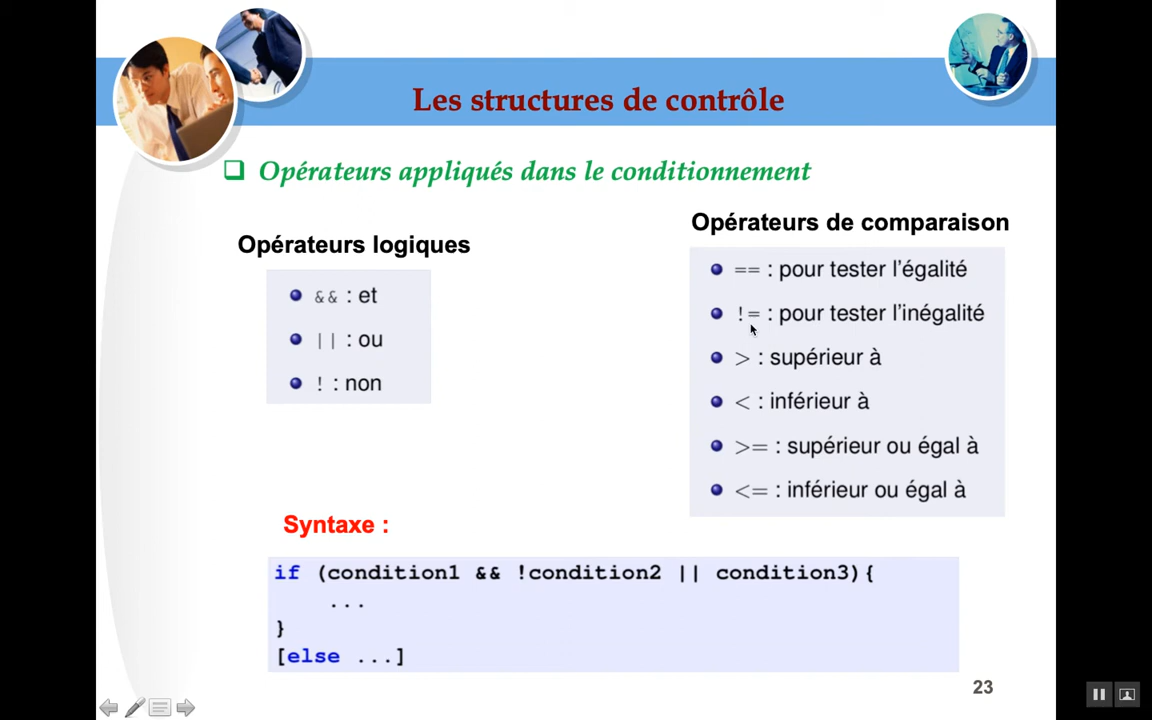 Les structures de contrôle
Opérateurs appliqués dans le conditionnement
Opérateurs logiques
&& : et
|| : ou
! : non
Opérateurs de comparaison
== : pour tester l'égalité
!= : pour tester l'inégalité
> : supérieur à
< : inférieur à
>= : supérieur ou égal à
<= : inférieur ou égal à
Syntaxe :
if (condition1 && !condition2 || condition3){
...
}
[else ...]
23